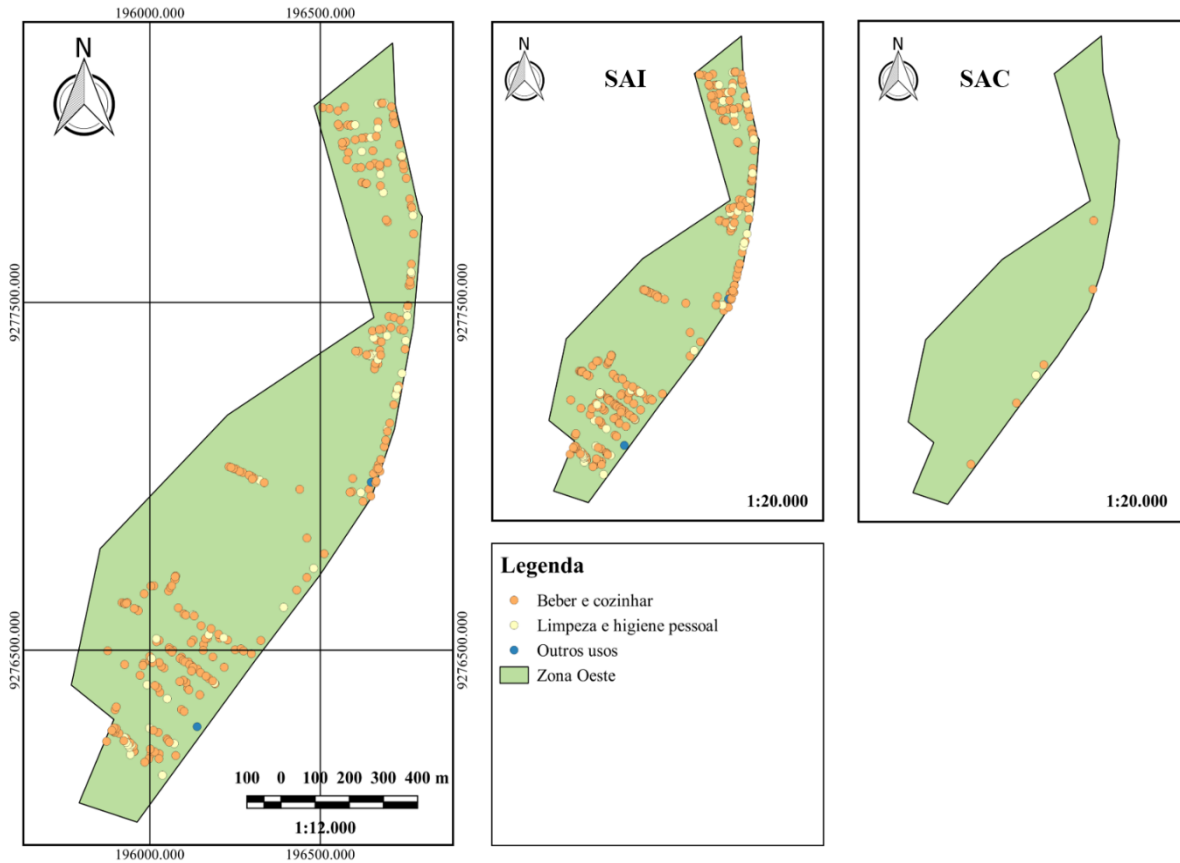 196000.000 196500.000
N
9277500.000 9277500.000
9276500.000 9276500.000
100 0 100 200 300 400 m
1:12.000
196000.000 196500.000
N
SAI
1:20.000
N
SAC
1:20.000
Legenda
Beber e cozinhar
Limpeza e higiene pessoal
Outros usos
Zona Oeste